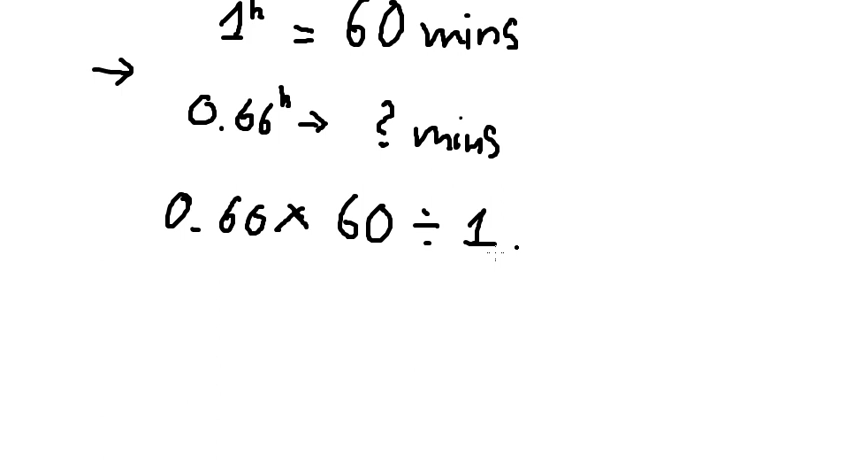 1ʰ = 60 mins
→
0.66ʰ → ? mins
0.66 × 60 ÷ 1.